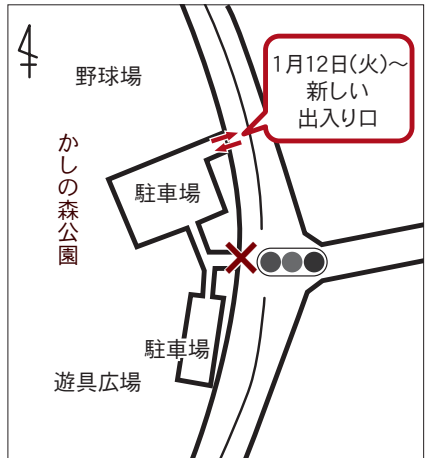 野球場
1月12日(火)～
新しい
出入り口
かしの森公園
駐車場
駐車場
遊具広場